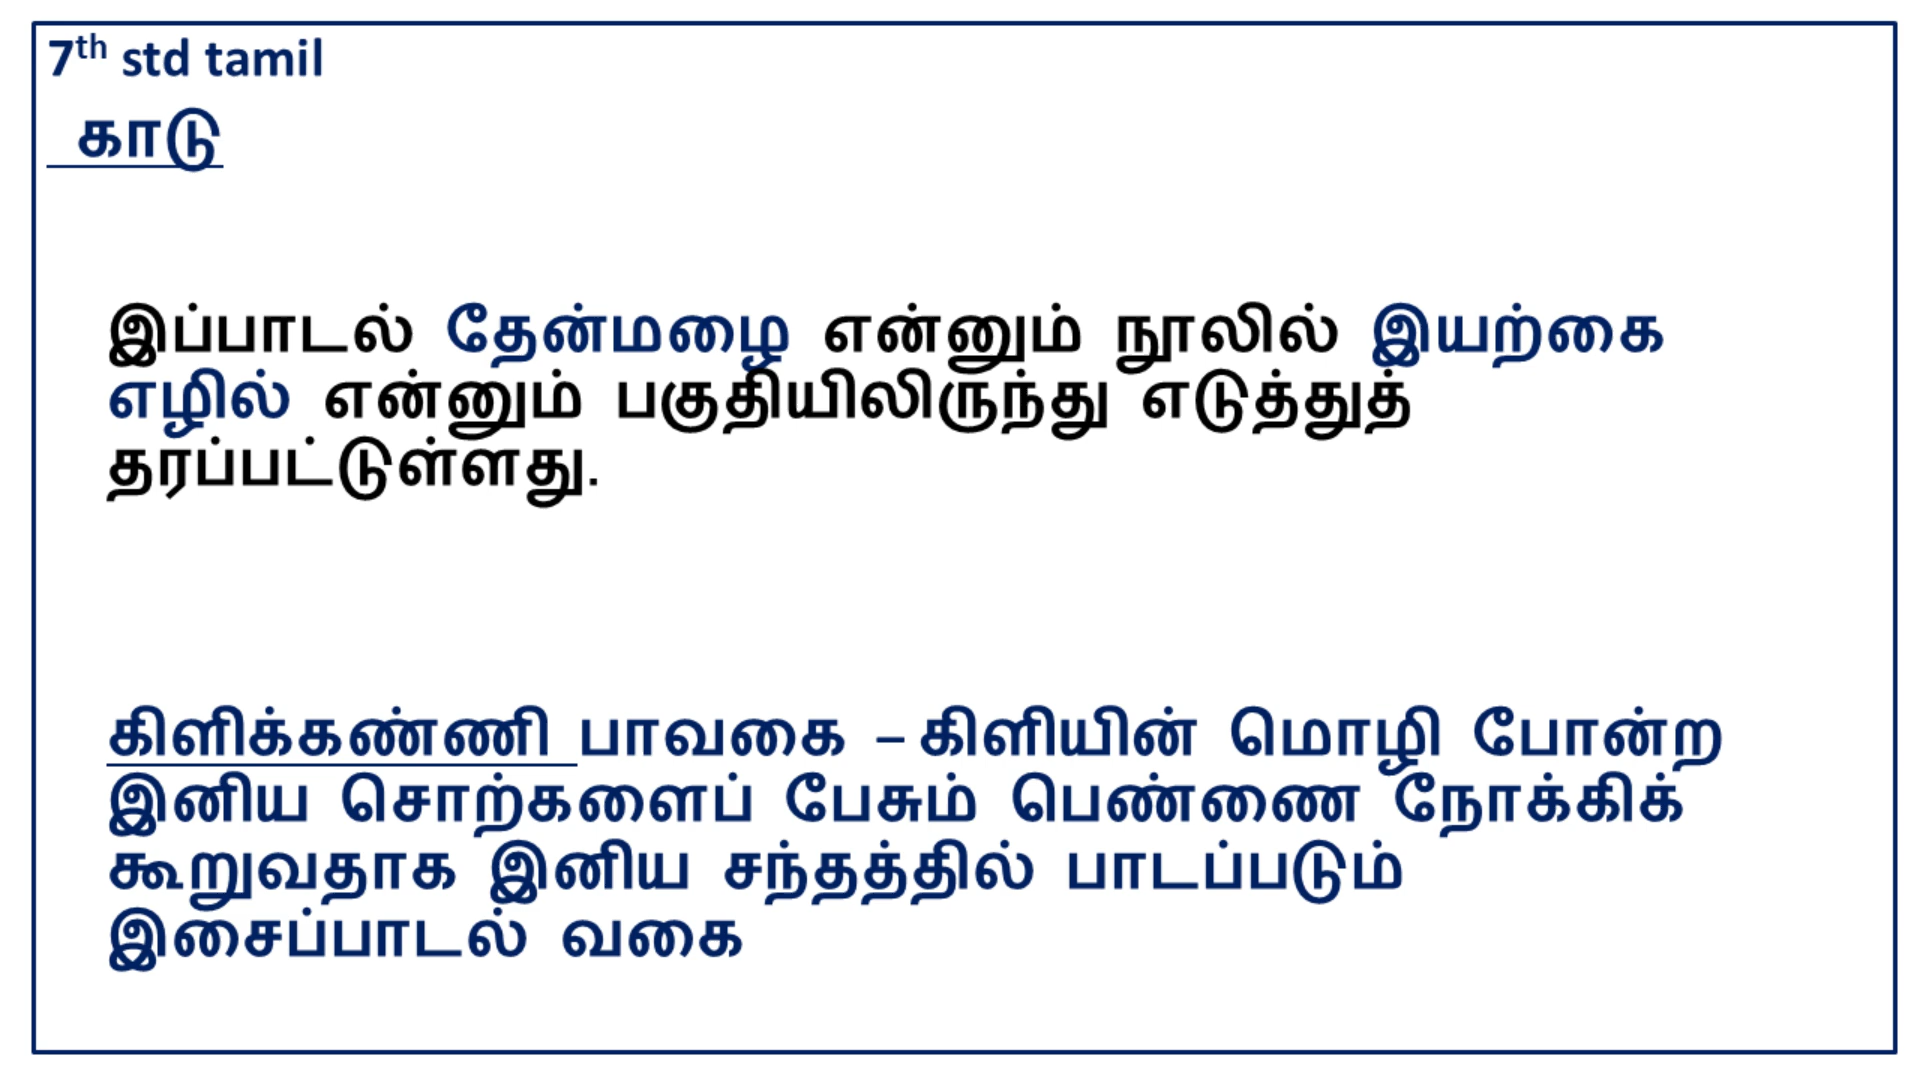 7th std tamil
காடு
இப்பாடல் தேன்மழை என்னும் நூலில் இயற்கை
எழில் என்னும் பகுதியிலிருந்து எடுத்துத்
தரப்பட்டுள்ளது.
கிளிக்கண்ணி பாவகை – கிளியின் மொழி போன்ற
இனிய சொற்களைப் பேசும் பெண்ணை நோக்கிக்
கூறுவதாக இனிய சந்தத்தில் பாடப்படும்
இசைப்பாடல் வகை